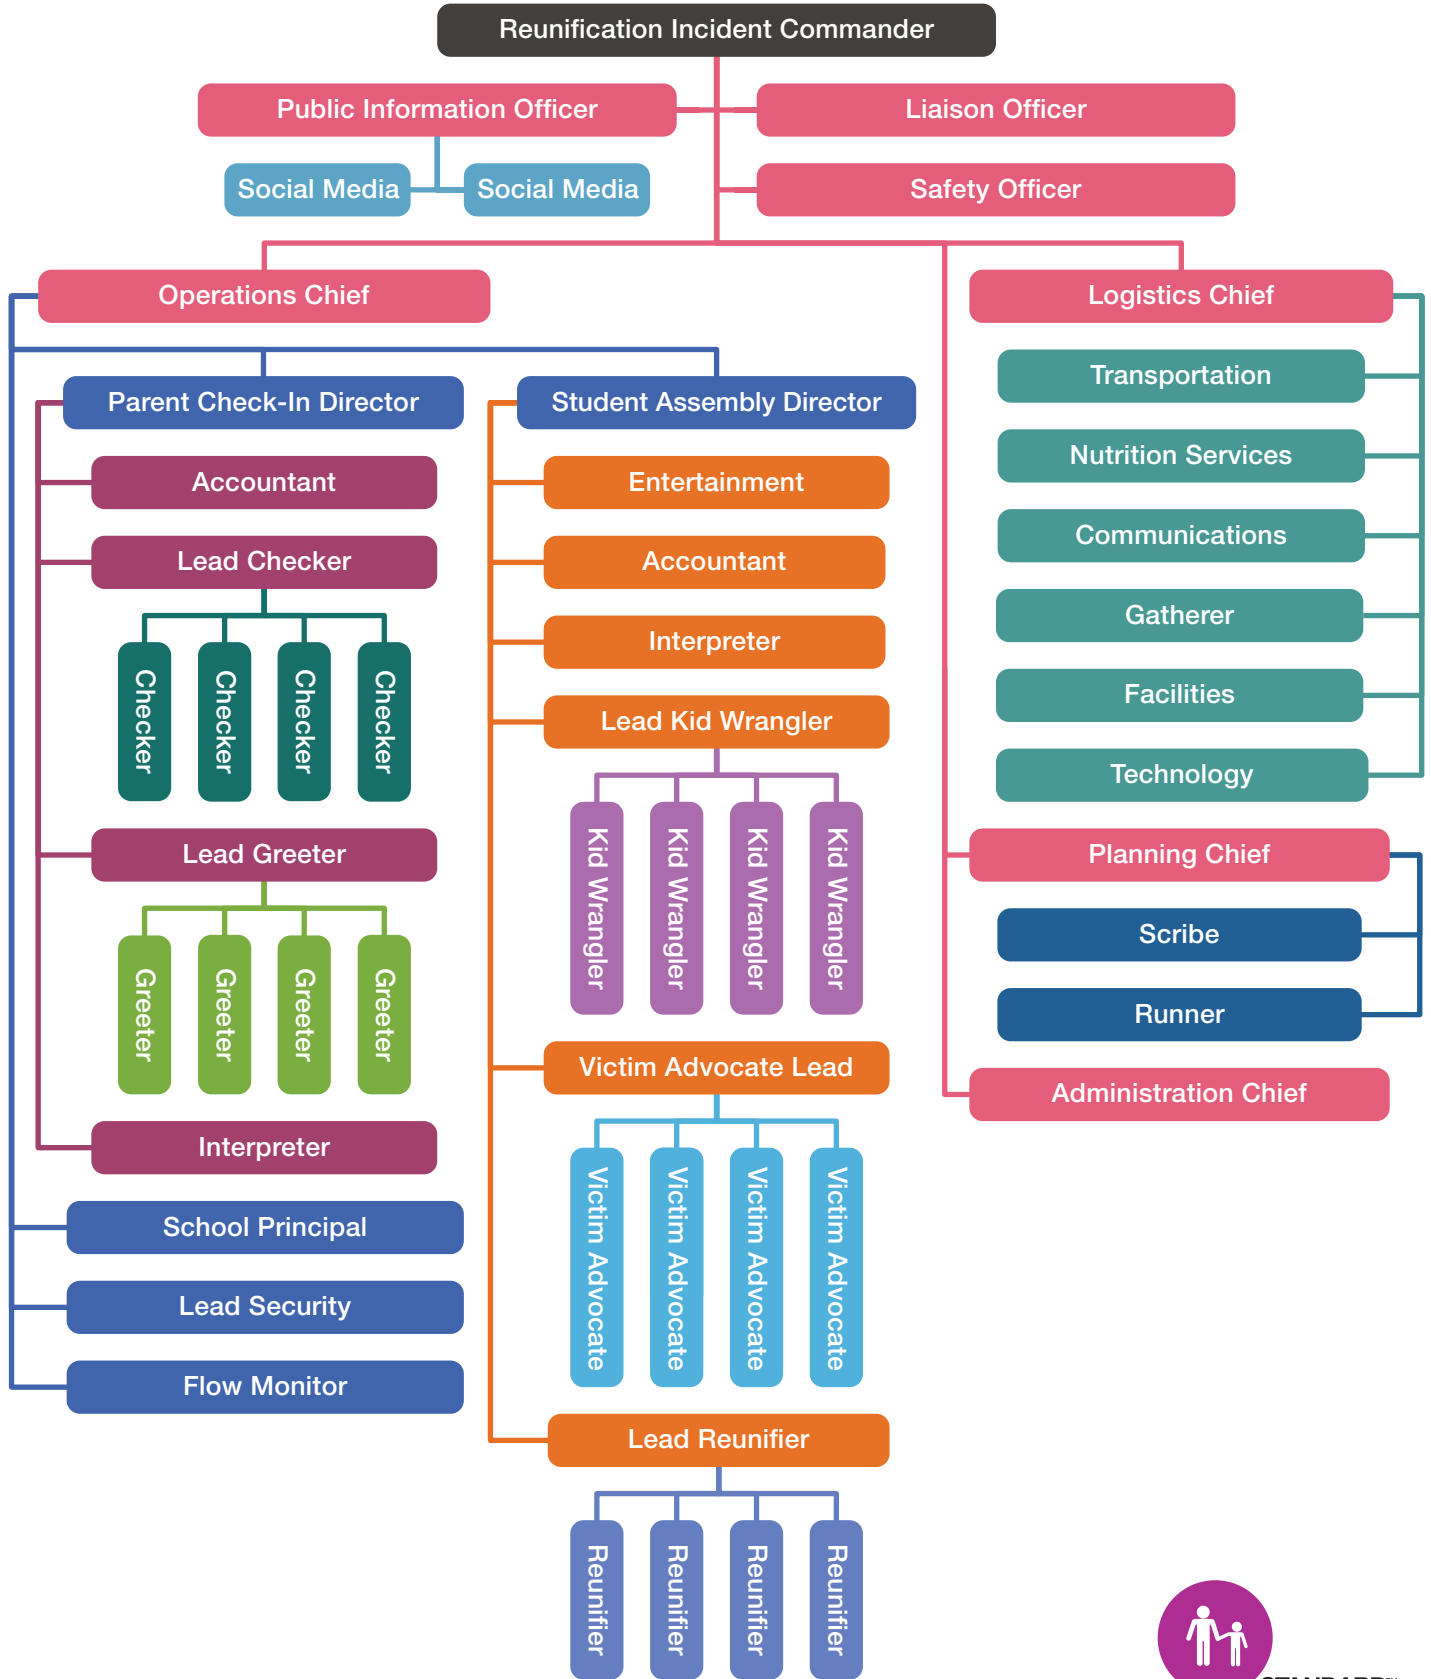 Reunification Incident Commander
Public Information Officer
Liaison Officer
Social Media
Social Media
Safety Officer
Operations Chief
Logistics Chief
Parent Check-In Director
Accountant
Lead Checker
Checker
Checker
Checker
Checker
Lead Greeter
Greeter
Greeter
Greeter
Greeter
Interpreter
School Principal
Lead Security
Flow Monitor
Student Assembly Director
Entertainment
Accountant
Interpreter
Lead Kid Wrangler
Kid Wrangler
Kid Wrangler
Kid Wrangler
Kid Wrangler
Victim Advocate Lead
Victim Advocate
Victim Advocate
Victim Advocate
Victim Advocate
Lead Reunifier
Reunifier
Reunifier
Reunifier
Reunifier
Transportation
Nutrition Services
Communications
Gatherer
Facilities
Technology
Planning Chief
Scribe
Runner
Administration Chief